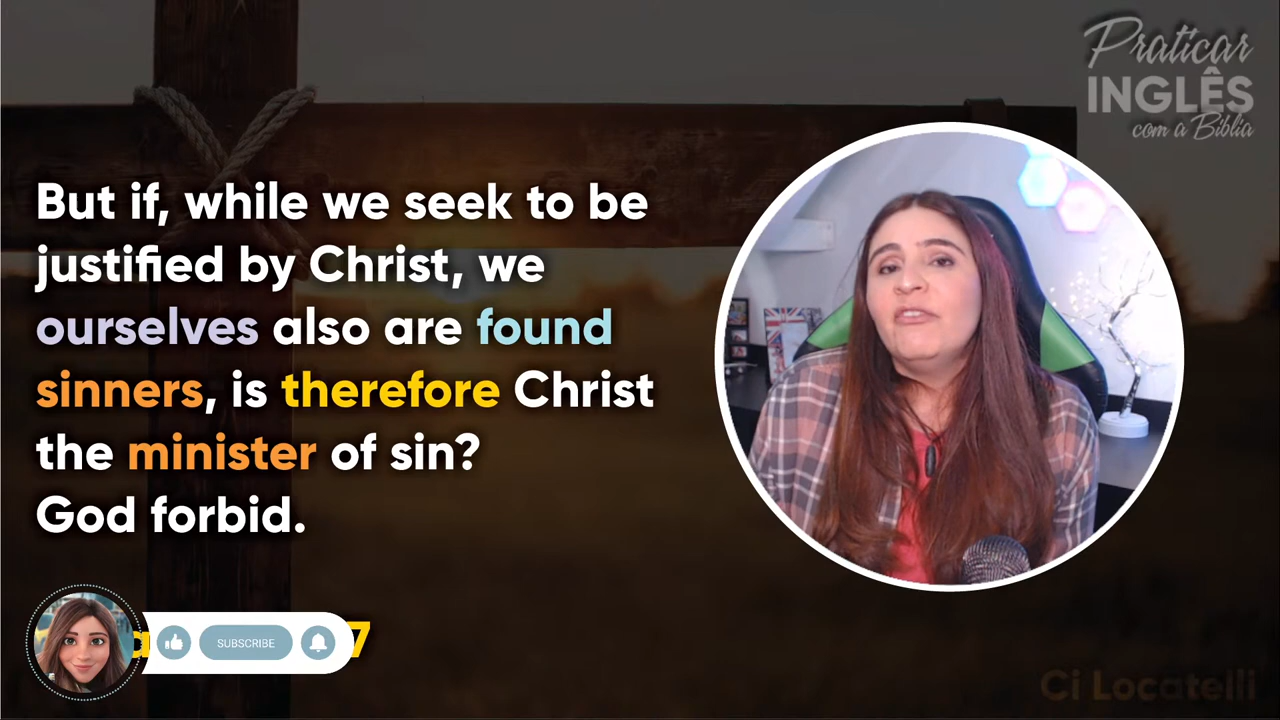 Praticar
INGLÊS
com a Bíblia
But if, while we seek to be
justified by Christ, we
ourselves also are found
sinners, is therefore Christ
the minister of sin?
God forbid.
SUBSCRIBE
7
Ci Locatelli